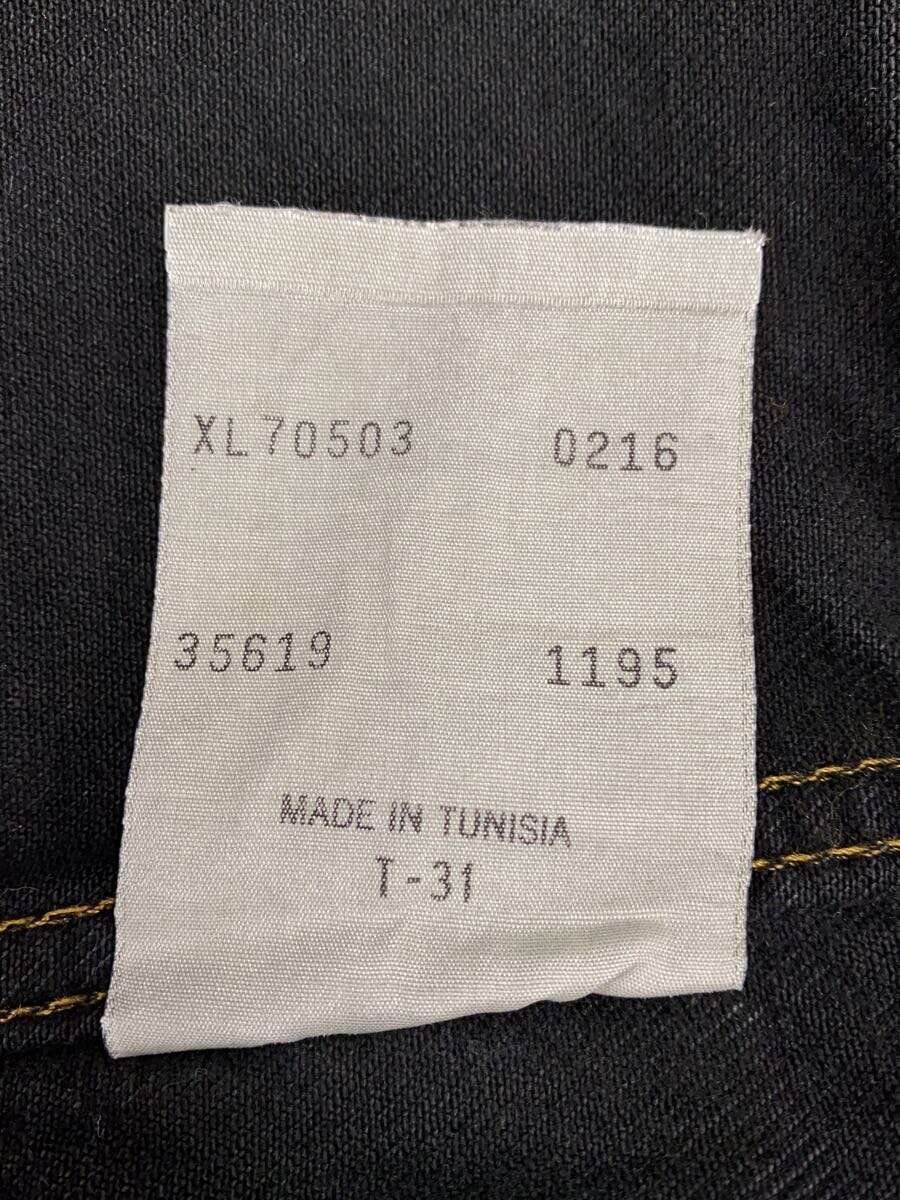 XL70503 0216
35619 1195
MADE IN TUNISIA
T-31